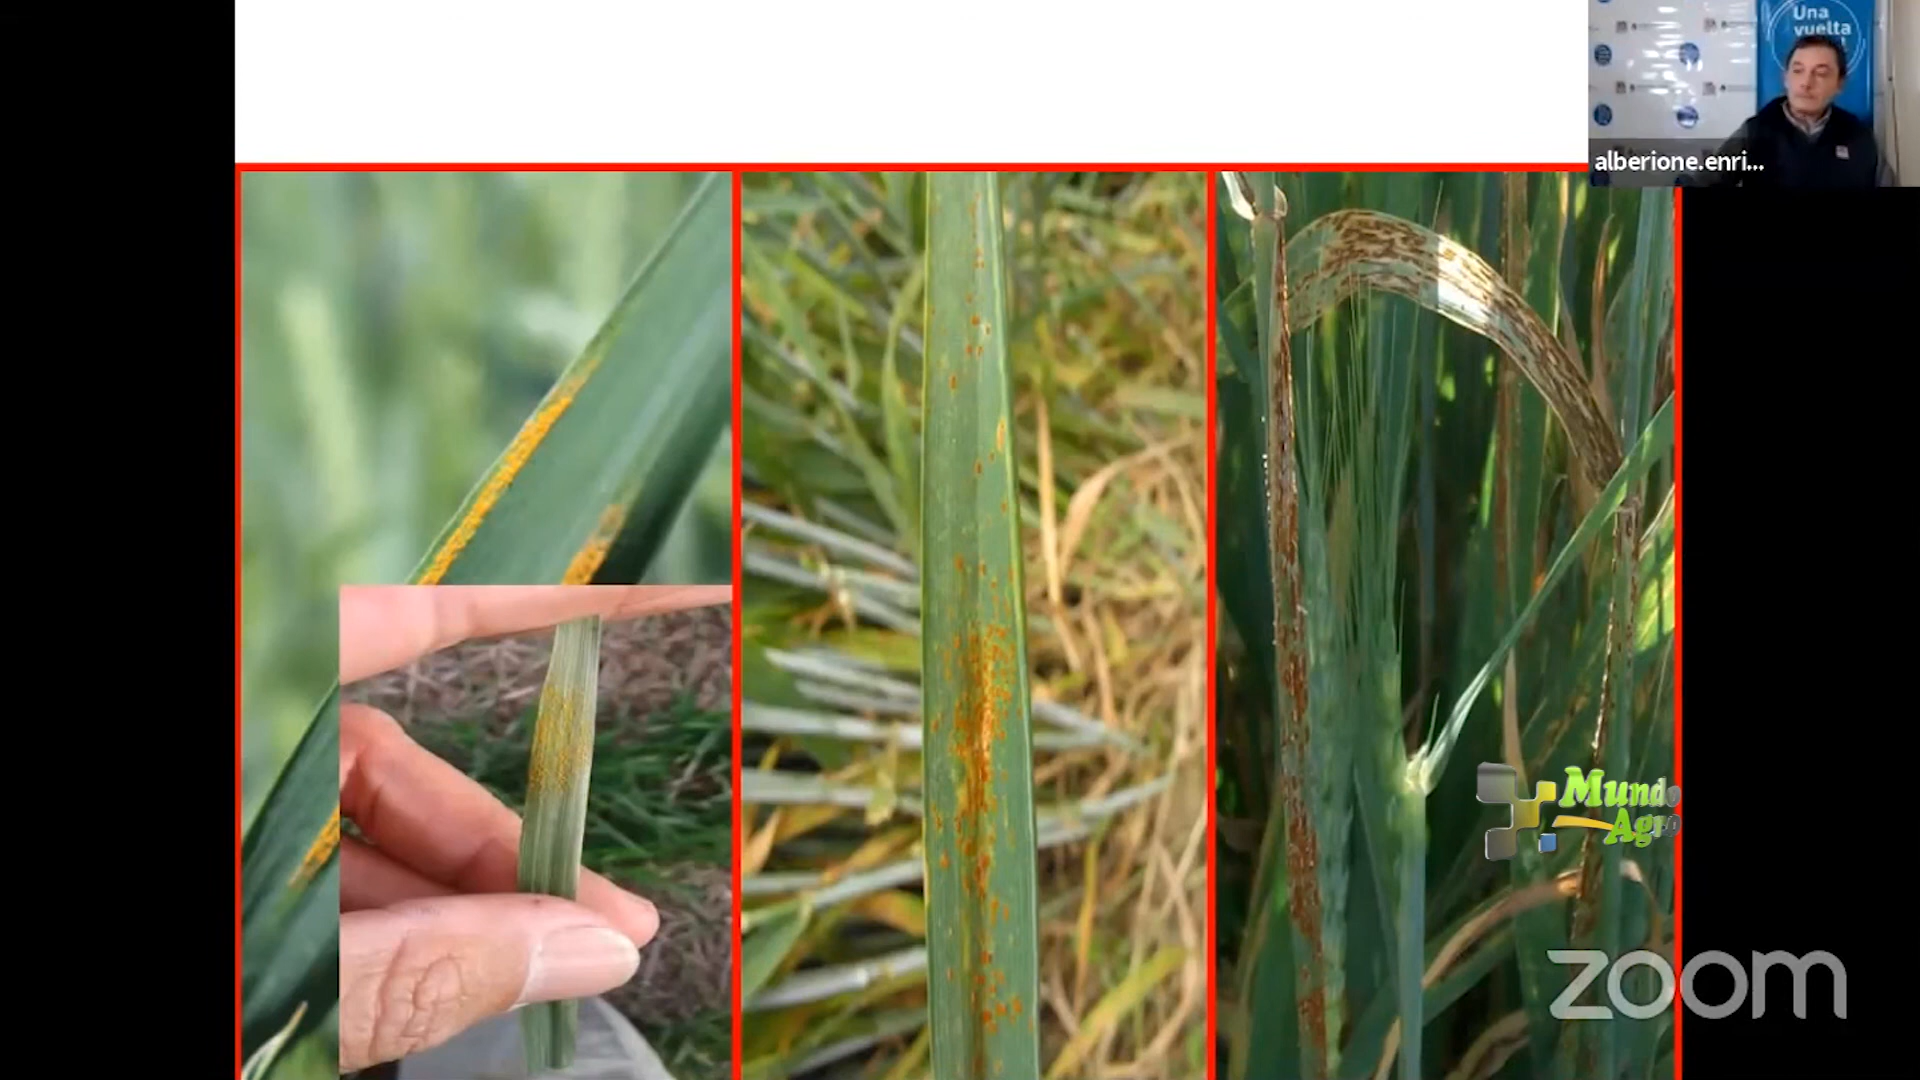 Una
vuelta
alberione.enri...
Mundo
Agro
zoom